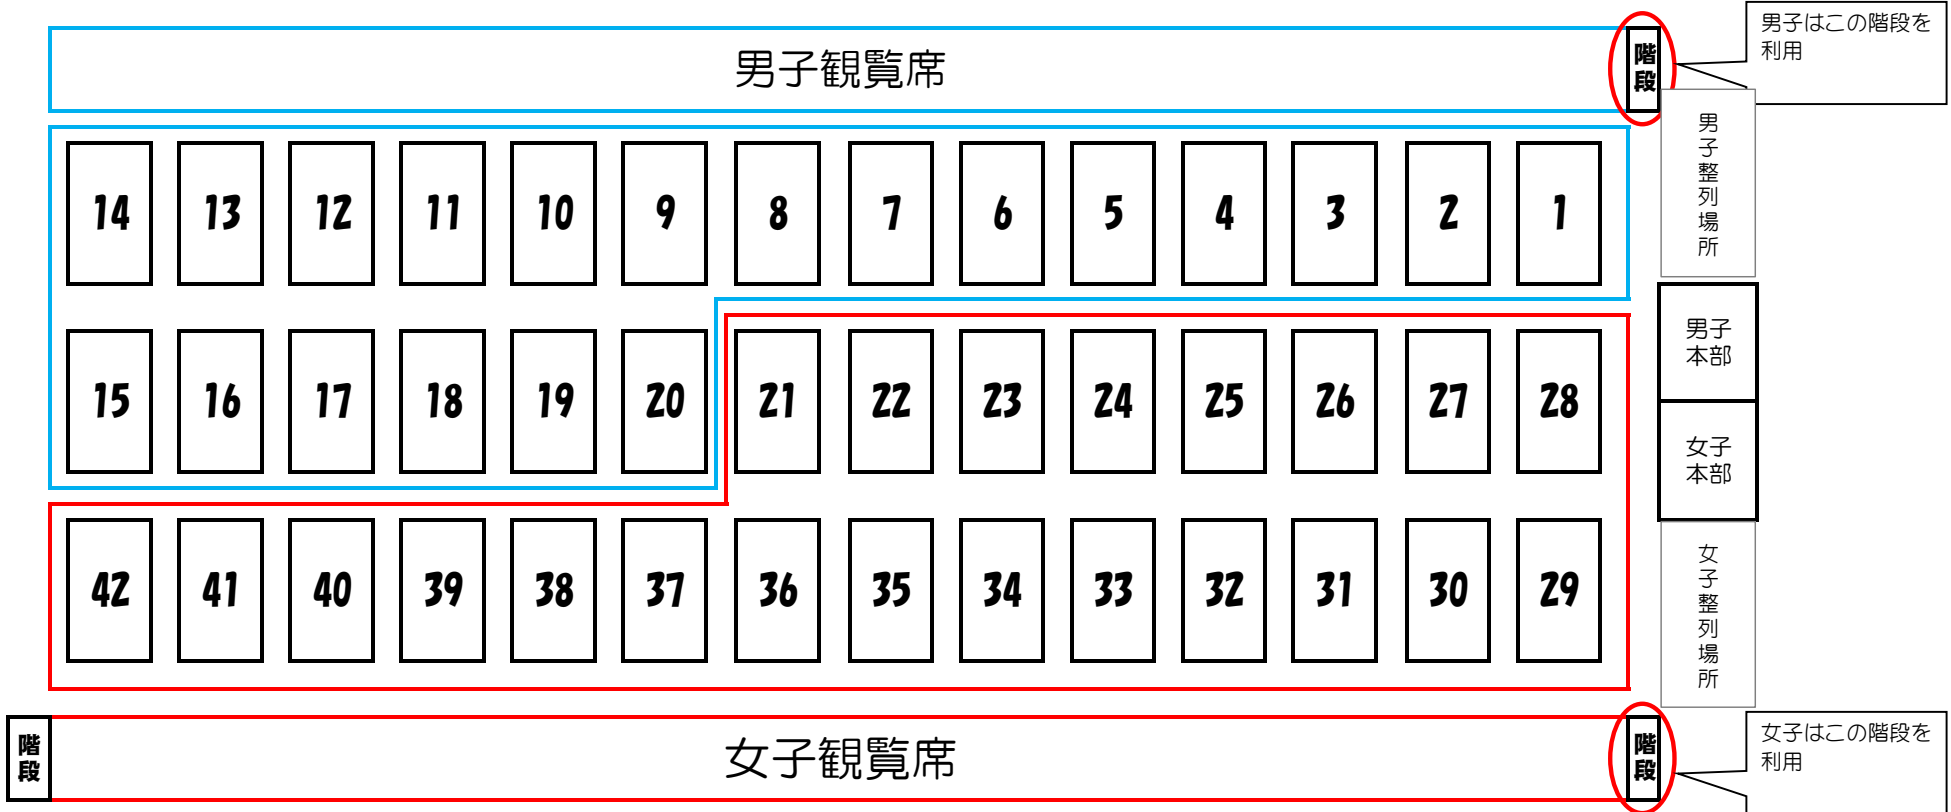 男子観覧席
階段
男子はこの階段を
利用
男子整列場所
14 13 12 11 10 9 8 7 6 5 4 3 2 1
男子
本部
15 16 17 18 19 20 21 22 23 24 25 26 27 28
女子
本部
42 41 40 39 38 37 36 35 34 33 32 31 30 29
女子整列場所
階段
女子観覧席
階段
女子はこの階段を
利用